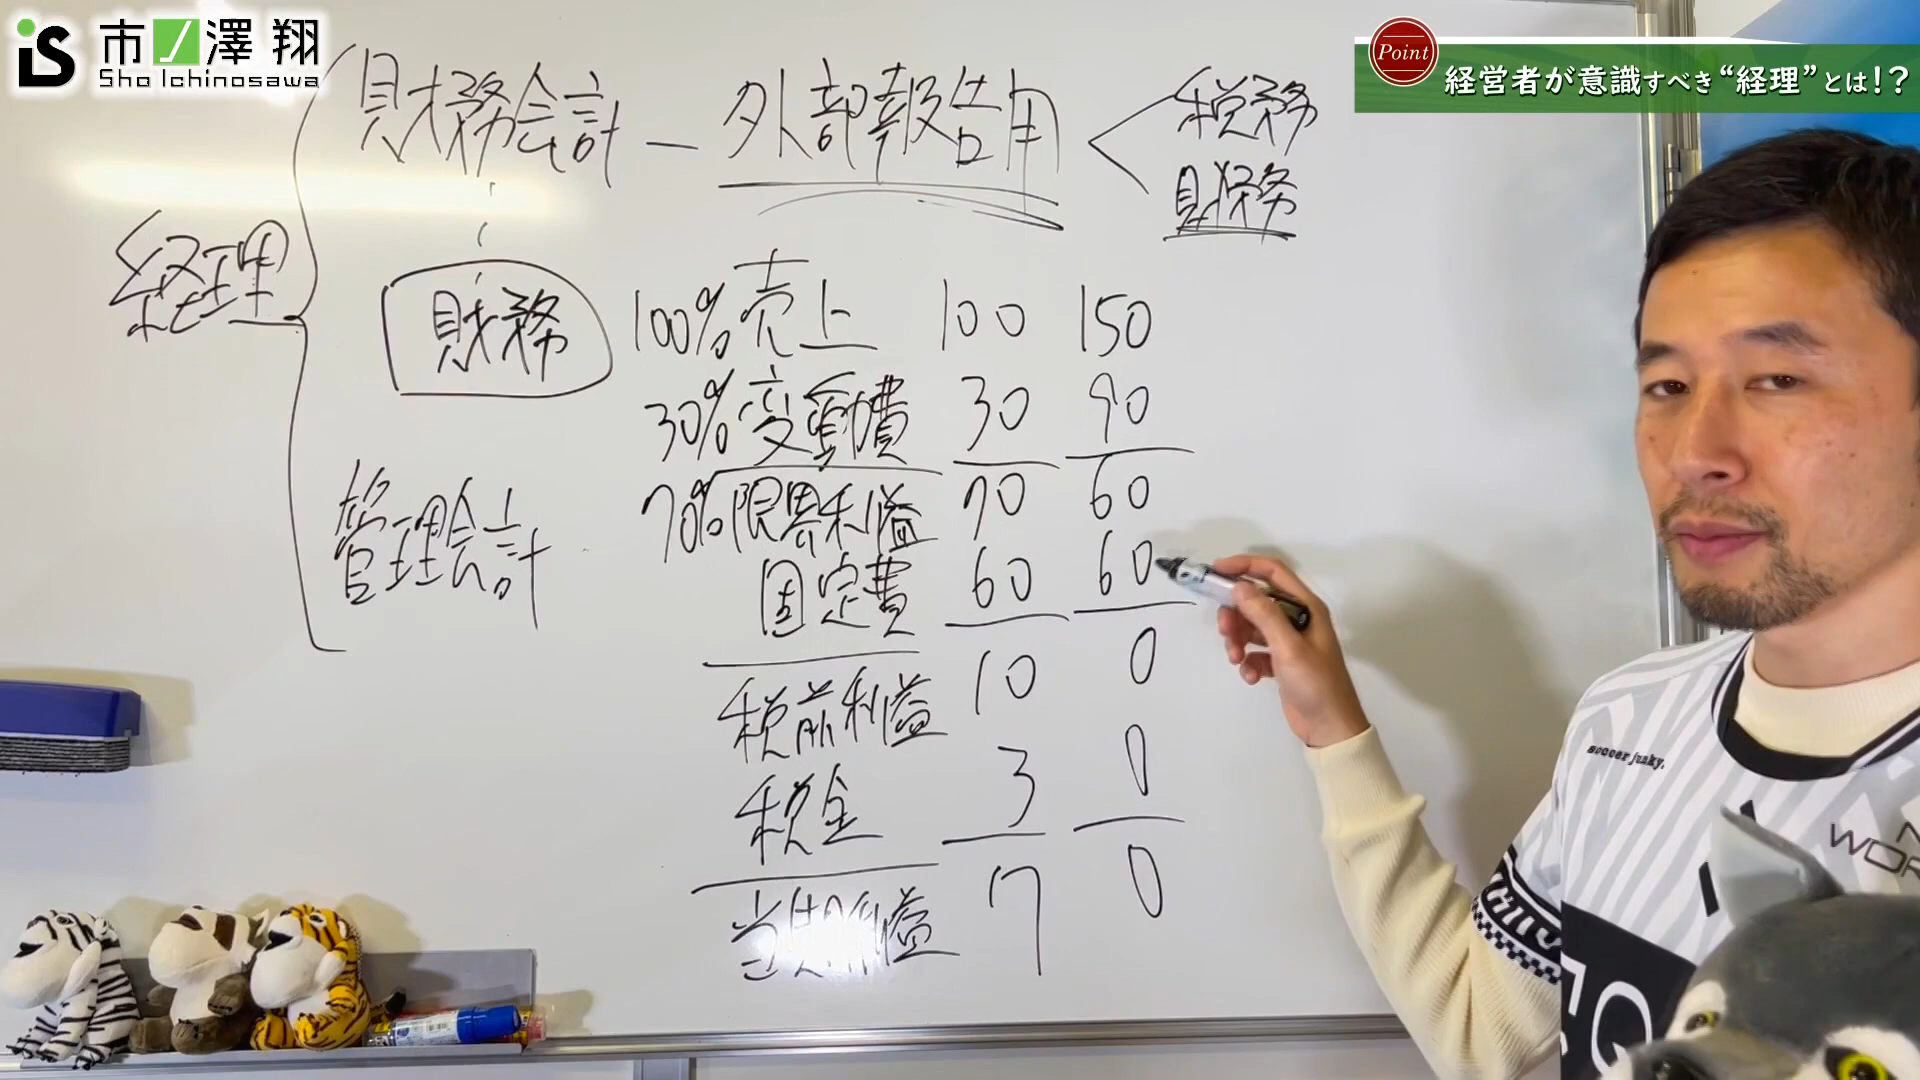 市ノ澤 翔
Sho Ichinosawa
Point
経営者が意識すべき“経理”とは!?
財務会計 ― 外部報告用
税務
財務
経理
財務
管理会計
100% 売上 100 150
30% 変動費 30 90
70% 限界利益 70 60
固定費 60 60
税前利益 10 0
税金 3 0
当期利益 7 0
soccer junky.